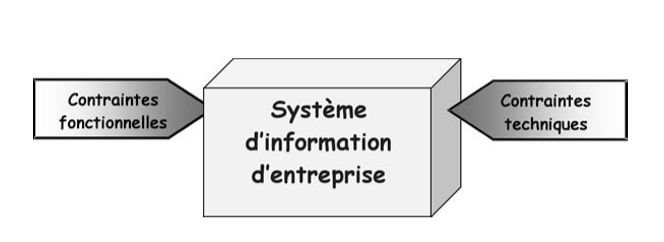 Contraintes
fonctionnelles
Système
d'information
d'entreprise
Contraintes
techniques